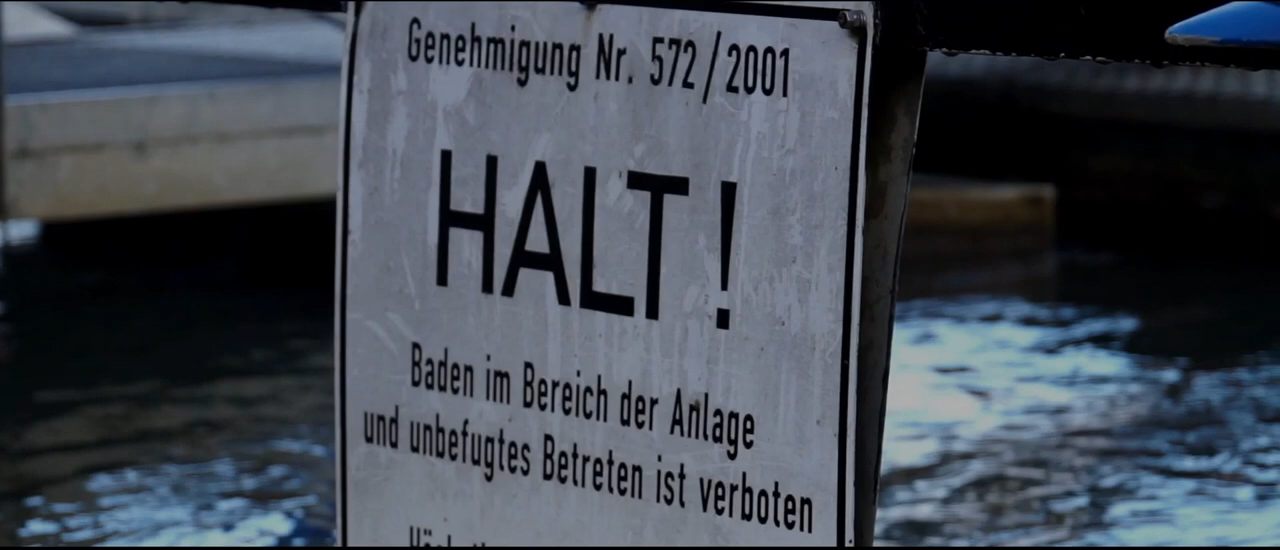 Genehmigung Nr. 572/2001
HALT!
Baden im Bereich der Anlage
und unbefugtes Betreten ist verboten